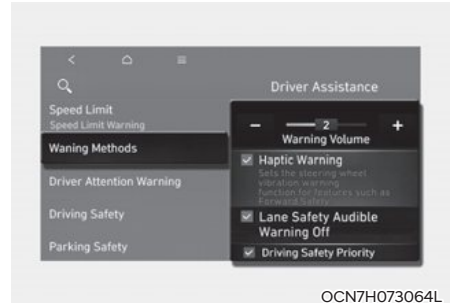 Driver Assistance
Speed Limit
Speed Limit Warning
Waning Methods
Driver Attention Warning
Driving Safety
Parking Safety
2
Warning Volume
Haptic Warning
Sets the steering wheel
vibration warning
function for features such as
Forward Safety
Lane Safety Audible
Warning Off
Driving Safety Priority
OCN7H073064L